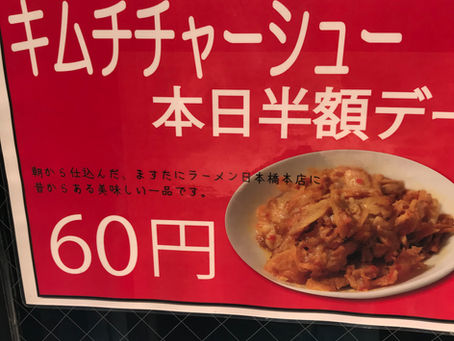 キムチチャーシュー
本日半額デー
朝から仕込んだ、ますたにラーメン日本橋本店に
昔からある美味しい一品です。
60円